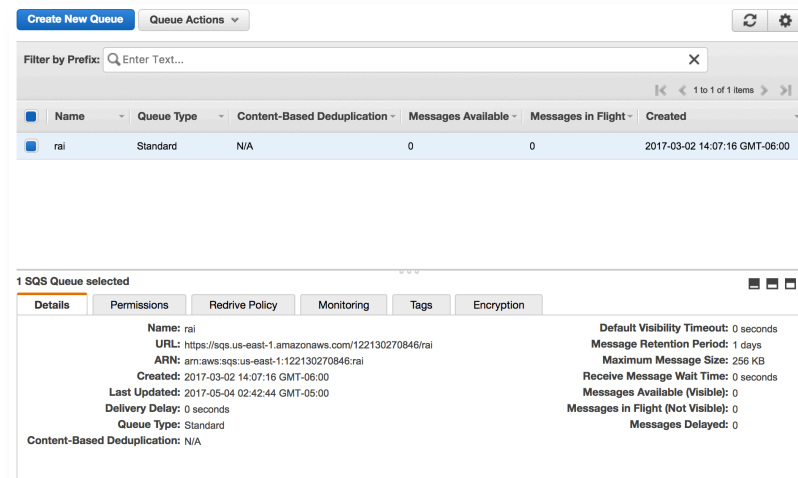 Create New Queue Queue Actions
Filter by Prefix: Enter Text...
1 to 1 of 1 items
Name Queue Type Content-Based Deduplication Messages Available Messages in Flight Created
rai Standard N/A 0 0 2017-03-02 14:07:16 GMT-06:00
1 SQS Queue selected
Details Permissions Redrive Policy Monitoring Tags Encryption
Name: rai Default Visibility Timeout: 0 seconds
URL: https://sqs.us-east-1.amazonaws.com/122130270846/rai Message Retention Period: 1 days
ARN: arn:aws:sqs:us-east-1:122130270846:rai Maximum Message Size: 256 KB
Created: 2017-03-02 14:07:16 GMT-06:00 Receive Message Wait Time: 0 seconds
Last Updated: 2017-05-04 02:42:44 GMT-05:00 Messages Available (Visible): 0
Delivery Delay: 0 seconds Messages in Flight (Not Visible): 0
Queue Type: Standard Messages Delayed: 0
Content-Based Deduplication: N/A